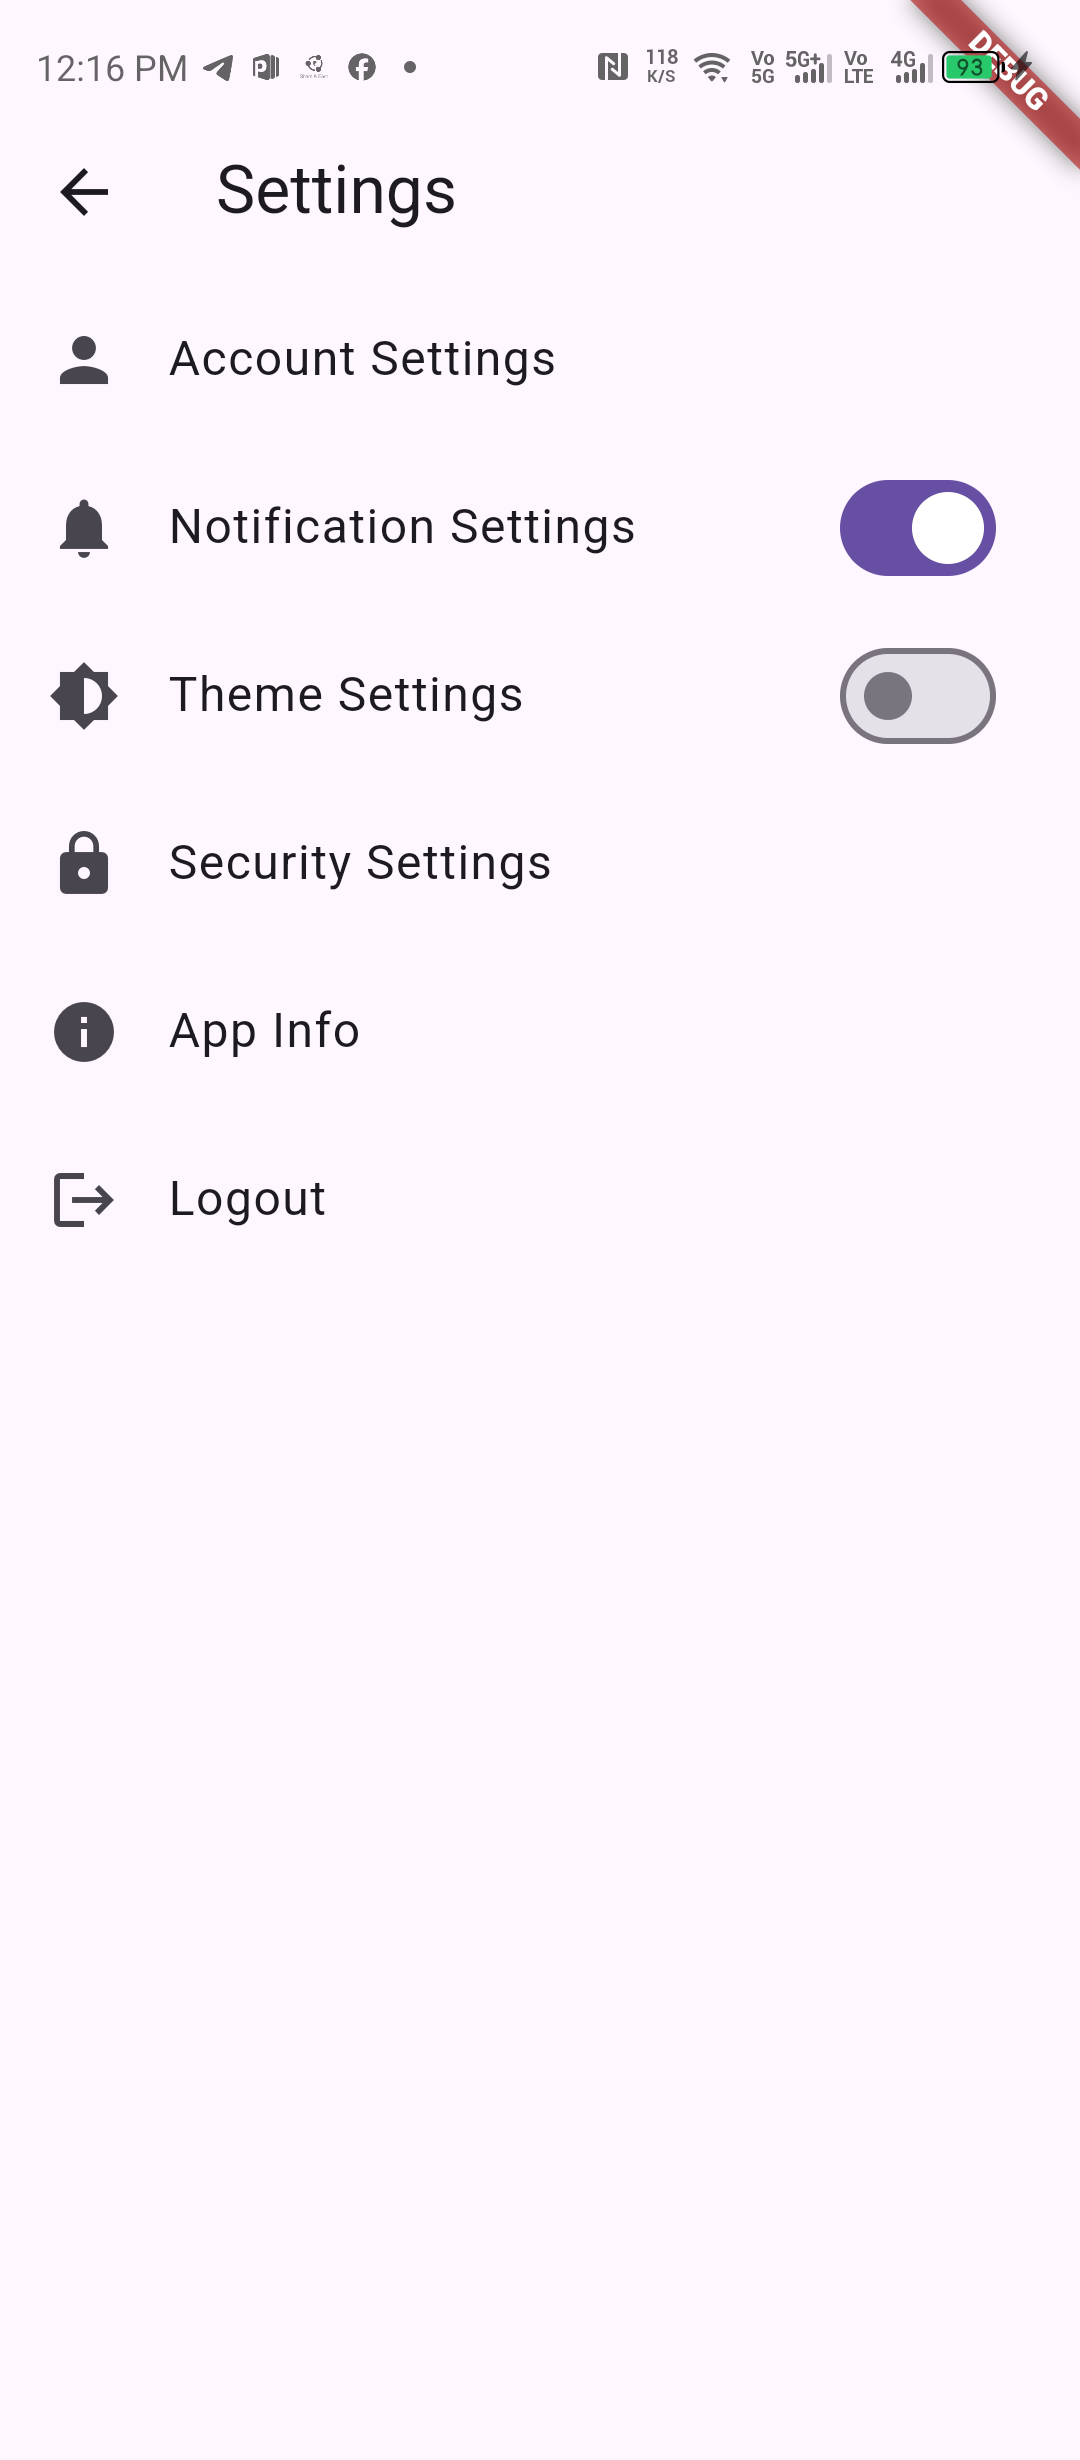 12:16 PM
118
K/S
Vo
5G
5G+
Vo
LTE
4G
93
DEBUG
Settings
Account Settings
Notification Settings
Theme Settings
Security Settings
App Info
Logout